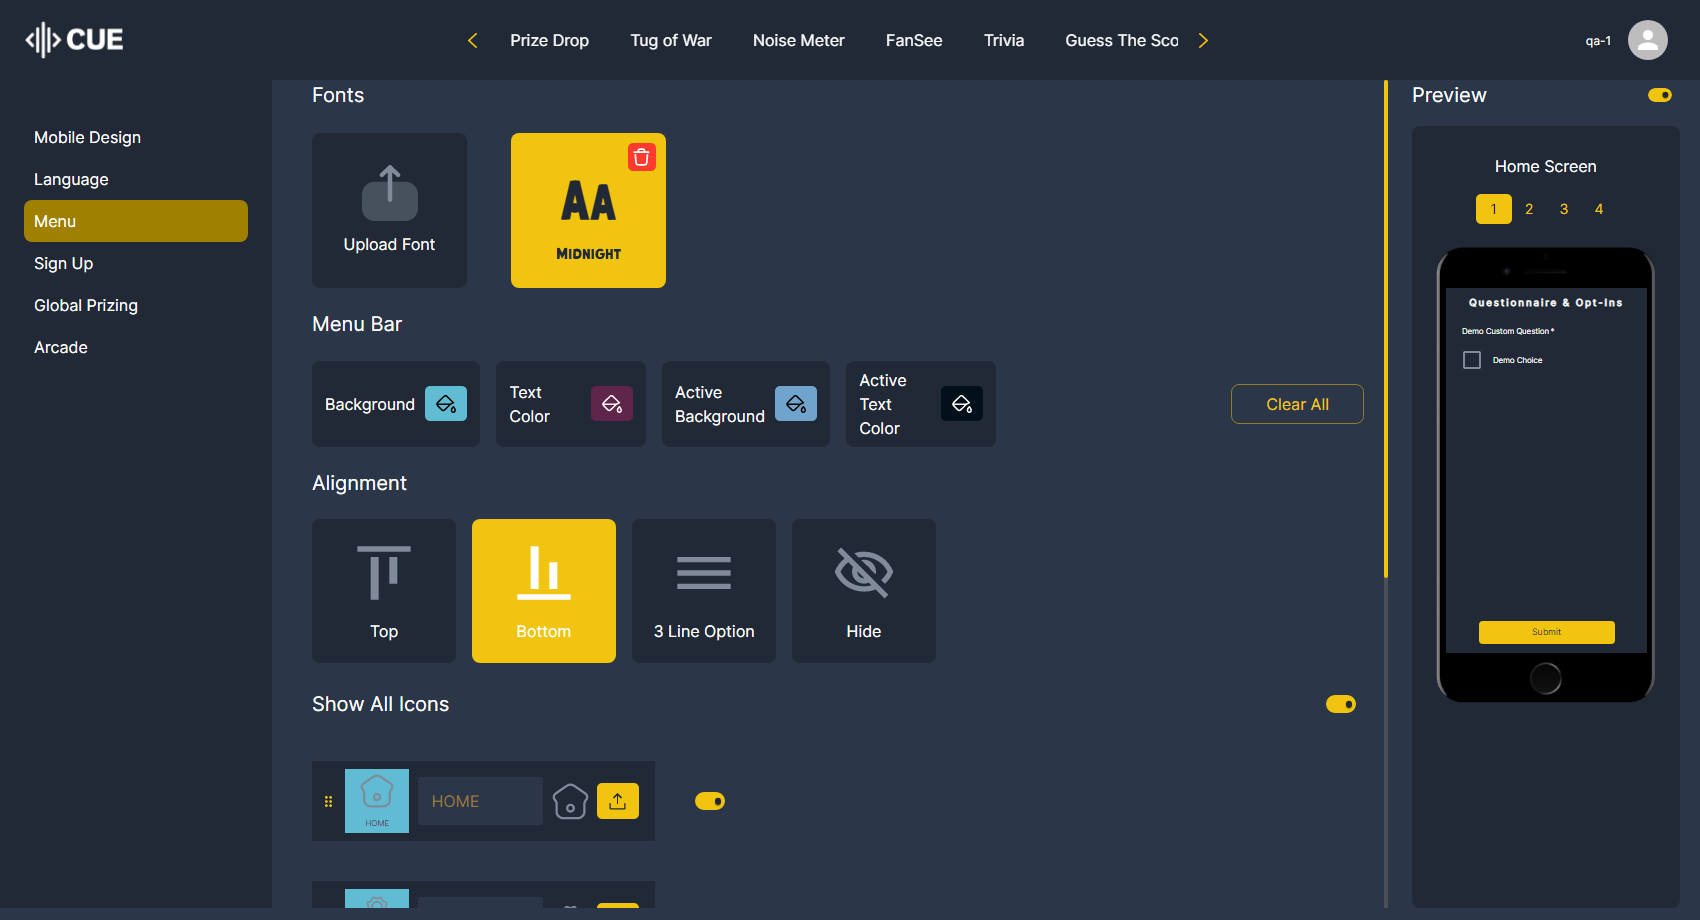 CUE
Prize Drop
Tug of War
Noise Meter
FanSee
Trivia
Guess The Sco
qa-1
Mobile Design
Language
Menu
Sign Up
Global Prizing
Arcade
Fonts
Upload Font
AA
MIDNIGHT
Menu Bar
Background
Text
Color
Active
Background
Active
Text
Color
Clear All
Alignment
Top
Bottom
3 Line Option
Hide
Show All Icons
HOME
HOME
Preview
Home Screen
1
2
3
4
Questionnaire & Opt-Ins
Demo Custom Question*
Demo Choice
Submit